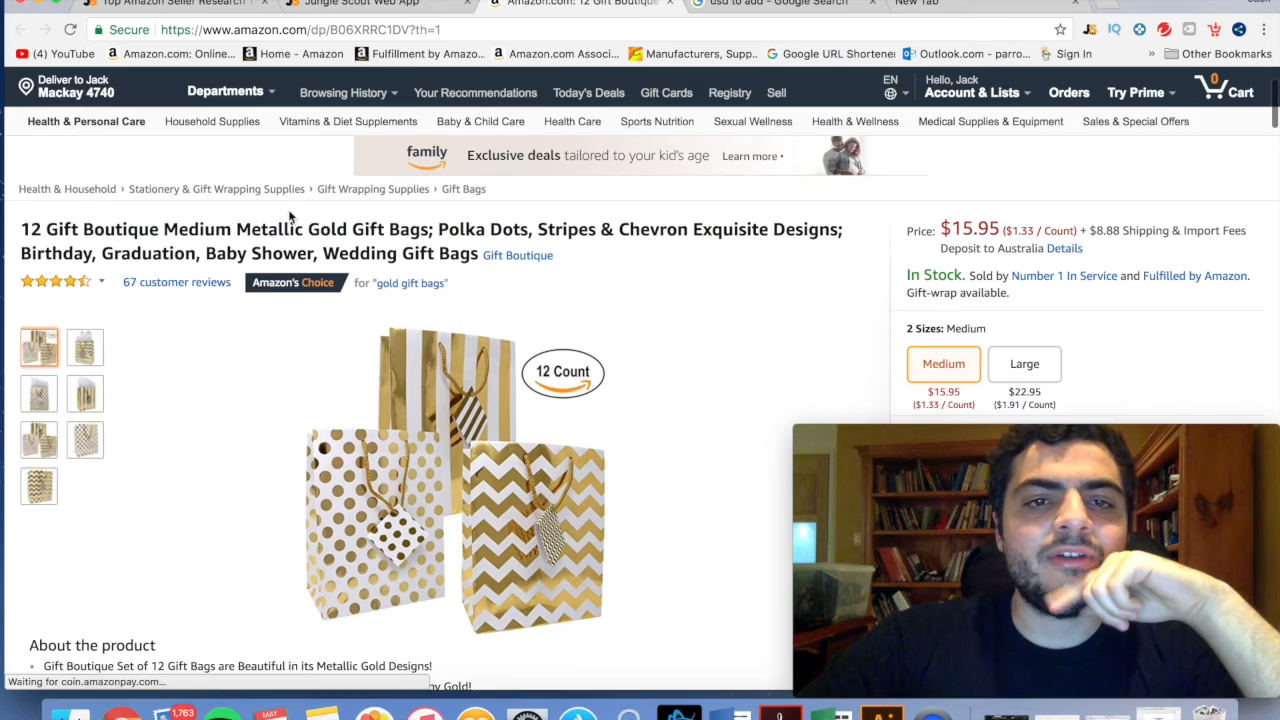 Top Amazon Seller Research
Jungle Scout Web App
Amazon.com: 12 Gift Boutique
usd to add - Google Search
New Tab
Secure https://www.amazon.com/dp/B06XRRC1DV?th=1
(4) YouTube Amazon.com: Online... Home - Amazon Fulfillment by Amazo... Amazon.com Associ... Manufacturers, Supp... Google URL Shortener Outlook.com - parro... Sign In » Other Bookmarks
Deliver to Jack
Mackay 4740
Departments Browsing History Your Recommendations Today's Deals Gift Cards Registry Sell
EN
Hello, Jack
Account & Lists Orders Try Prime 0 Cart
Health & Personal Care Household Supplies Vitamins & Diet Supplements Baby & Child Care Health Care Sports Nutrition Sexual Wellness Health & Wellness Medical Supplies & Equipment Sales & Special Offers
family Exclusive deals tailored to your kid's age Learn more ›
Health & Household › Stationery & Gift Wrapping Supplies › Gift Wrapping Supplies › Gift Bags
12 Gift Boutique Medium Metallic Gold Gift Bags; Polka Dots, Stripes & Chevron Exquisite Designs;
Birthday, Graduation, Baby Shower, Wedding Gift Bags Gift Boutique
67 customer reviews Amazon's Choice for "gold gift bags"
12 Count
Price: $15.95 ($1.33 / Count) + $8.88 Shipping & Import Fees
Deposit to Australia Details
In Stock. Sold by Number 1 In Service and Fulfilled by Amazon.
Gift-wrap available.
2 Sizes: Medium
Medium Large
$15.95 $22.95
($1.33 / Count) ($1.91 / Count)
About the product
• Gift Boutique Set of 12 Gift Bags are Beautiful in its Metallic Gold Designs!
Waiting for coin.amazonpay.com...
ny Gold!
1,763
MAY